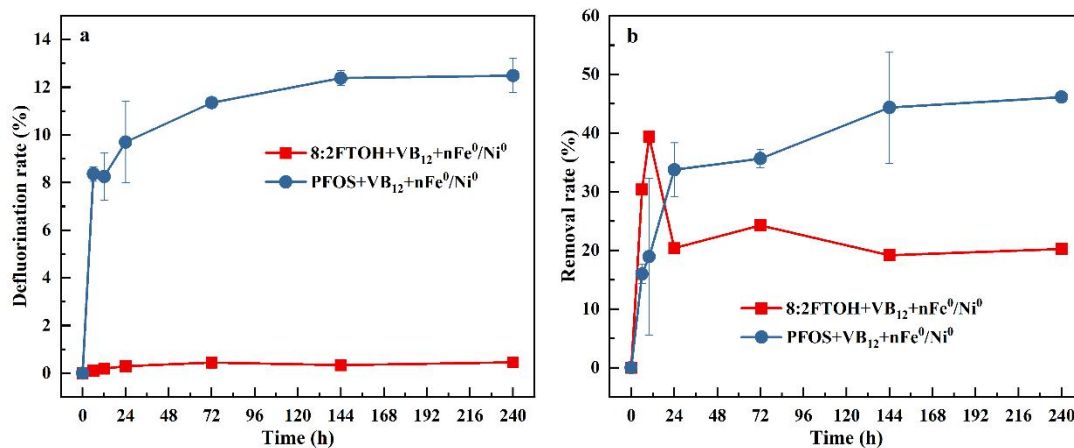 a
Defluorination rate (%)
14
12
10
8
6
4
2
0
8:2FTOH+VB₁₂+nFe⁰/Ni⁰
PFOS+VB₁₂+nFe⁰/Ni⁰
0 24 48 72 96 120 144 168 192 216 240
Time (h)
b
Removal rate (%)
60
50
40
30
20
10
0
8:2FTOH+VB₁₂+nFe⁰/Ni⁰
PFOS+VB₁₂+nFe⁰/Ni⁰
0 24 48 72 96 120 144 168 192 216 240
Time (h)